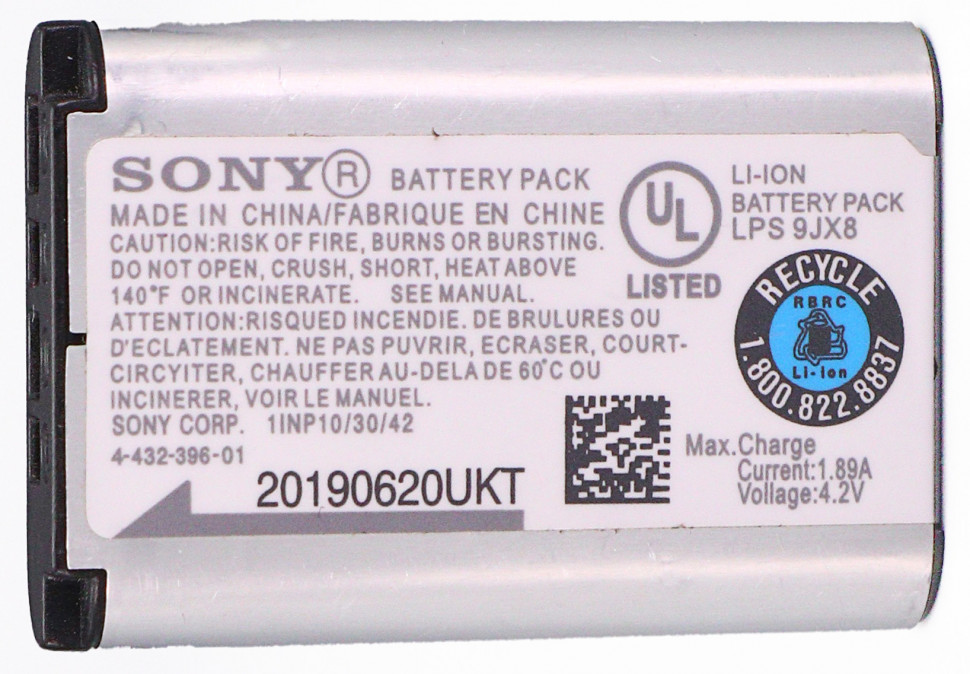 SONY® BATTERY PACK
MADE IN CHINA/FABRIQUE EN CHINE
CAUTION:RISK OF FIRE, BURNS OR BURSTING.
DO NOT OPEN, CRUSH, SHORT, HEAT ABOVE
140°F OR INCINERATE. SEE MANUAL.
ATTENTION:RISQUED INCENDIE. DE BRULURES OU
D'ECLATEMENT. NE PAS PUVRIR, ECRASER, COURT-
CIRCYITER, CHAUFFER AU-DELA DE 60°C OU
INCINERER, VOIR LE MANUEL.
SONY CORP. 1INP10/30/42
4-432-396-01
20190620UKT
UL
LISTED
LI-ION
BATTERY PACK
LPS 9JX8
RECYCLE
RBRC
Li-ion
1.800.822.8837
Max.Charge
Current:1.89A
Vollage:4.2V